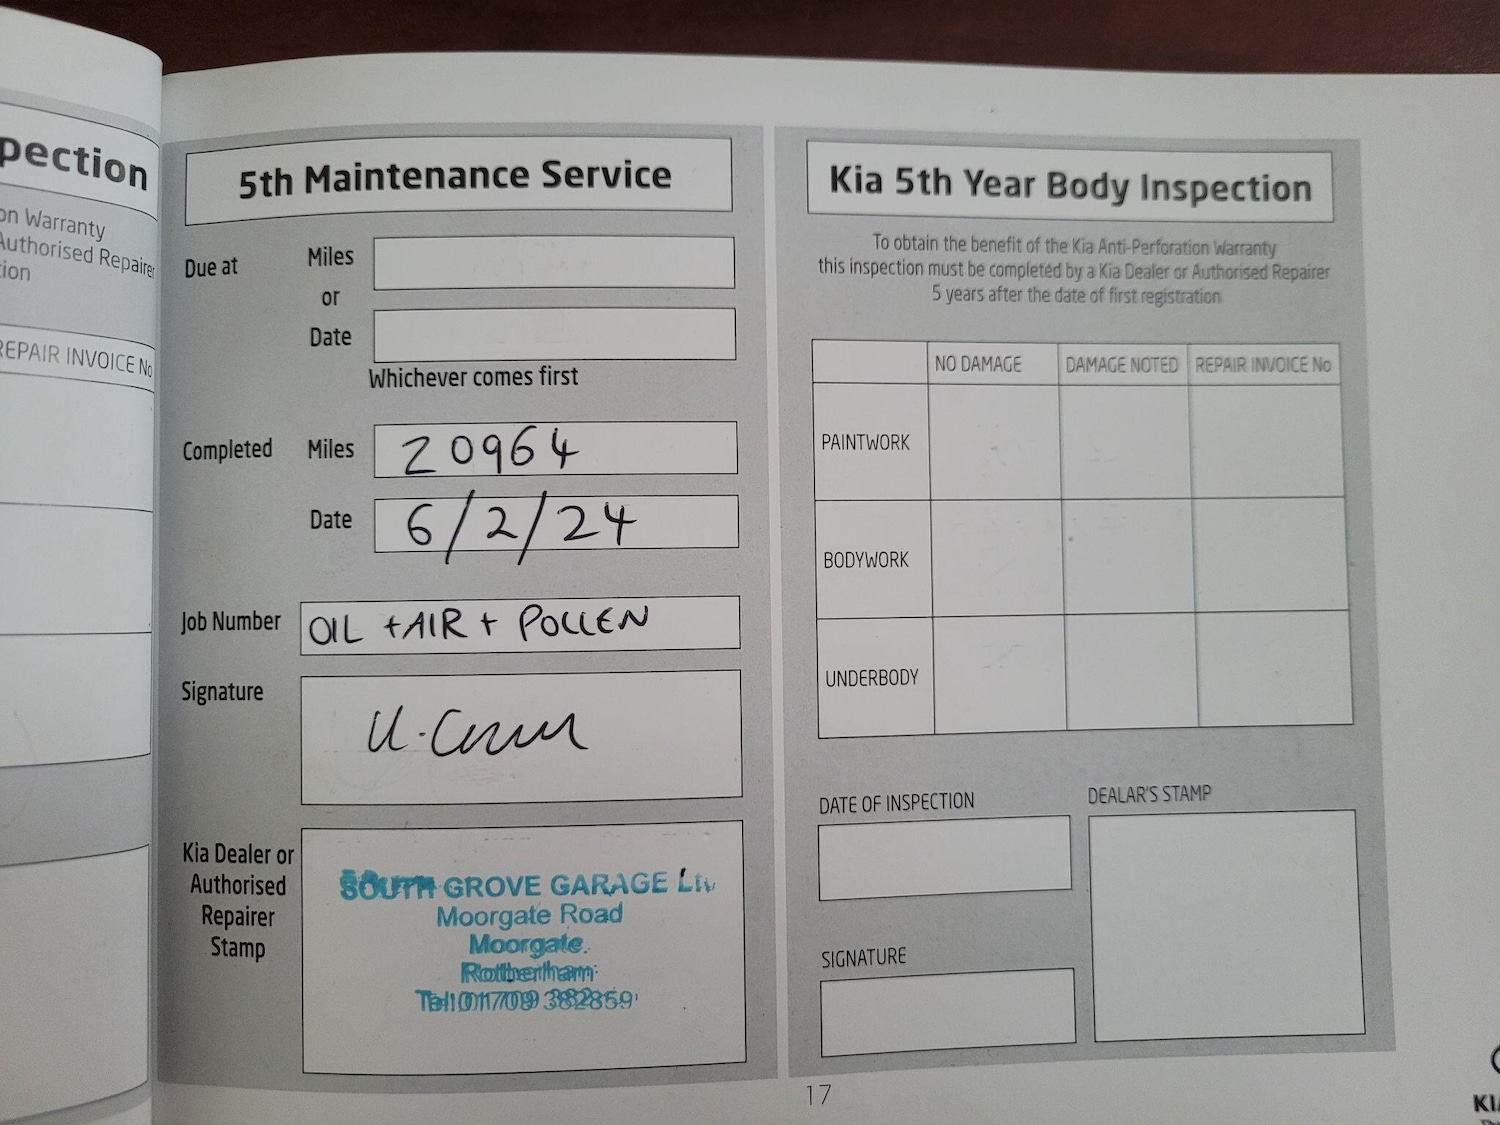 pection
on Warranty
Authorised Repairer
tion
REPAIR INVOICE No
5th Maintenance Service
Due at
Miles
or
Date
Whichever comes first
Completed
Miles
20964
Date
6/2/24
Job Number
OIL + AIR + POLLEN
Signature
Kia Dealer or
Authorised
Repairer
Stamp
SOUTH GROVE GARAGE
Moorgate Road
Moorgate
Rotherham
Tel: 01709 382859
Kia 5th Year Body Inspection
To obtain the benefit of the Kia Anti-Perforation Warranty
this inspection must be completed by a Kia Dealer or Authorised Repairer
5 years after the date of first registration
NO DAMAGE
DAMAGE NOTED
REPAIR INVOICE No
PAINTWORK
BODYWORK
UNDERBODY
DATE OF INSPECTION
DEALAR'S STAMP
SIGNATURE
17